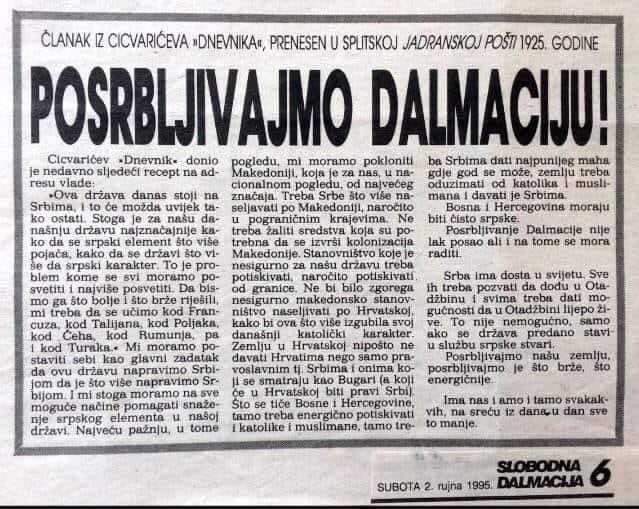 ČLANAK IZ CICVARIĆEVA »DNEVNIKA«, PRENESEN U SPLITSKOJ JADRANSKOJ POŠTI 1925. GODINE
POSRBLJIVAJMO DALMACIJU!
Cicvarićev »Dnevnik« donio
je nedavno sljedeći recept na ad-
resu vlade:
»Ova država danas stoji na
Srbima, i to će možda uvijek ta-
ko ostati. Stoga je za našu da-
našnju državu najznačajnije ka-
ko da se srpski element što više
pojača, kako da se državi što vi-
še da srpski karakter. To je pro-
blem kome se svi moramo po-
svetiti i najviše posvetiti. Da bis-
mo ga što bolje i što brže riješili,
mi treba da se učimo kod Fran-
cuza, kod Talijana, kod Poljaka,
kod Čeha, kod Rumunja, pa
i kod Turaka.« Mi moramo po-
staviti sebi kao glavni zadatak
da ovu državu napravimo Srbi-
jom da je što više napravimo Sr-
bijom. I mi stoga moramo na sve
moguće načine pomagati snaže-
nje srpskog elementa u našoj
državi. Najveću pažnju, u tome
pogledu, mi moramo pokloniti
Makedoniji, koja je za nas, u na-
cionalnom pogledu, od najvećeg
značaja. Treba Srbe što više na-
seljavati po Makedoniji, naročito
u pograničnim krajevima. Ne
treba žaliti sredstva koja su po-
trebna da se izvrši kolonizacija
Makedonije. Stanovništvo koje je
nesigurno za našu državu treba
potiskivati, naročito potiskivati
od granice. Ne bi bilo zgorega
nesigurno makedonsko stanov-
ništvo naseljivati po Hrvatskoj,
kako bi ova što više izgubila svoj
današnji katolički karakter.
Zemlju u Hrvatskoj nipošto ne
davati Hrvatima nego samo pra-
voslavnim tj. Srbima i onima koji
se smatraju kao Bugari (a koji
će u Hrvatskoj biti pravi Srbi).
Što se tiče Bosne i Hercegovine,
tamo treba energično potiskivati
i katolike i muslimane, tamo tre-
ba Srbima dati najpunijeg maha
gdje god se može, zemlju treba
oduzimati od katolika i musli-
mana i davati je Srbima.
Bosna i Hercegovina moraju
biti čisto srpske.
Posrbljivanje Dalmacije nije
lak posao ali i na tome se mora
raditi.
Srba ima dosta u svijetu. Sve
ih treba pozvati da dođu u Otad-
žbinu i svima treba dati mogu-
ćnosti da u Otadžbini lijepo ži-
ve. To nije nemogućno, samo
ako se država predano stavi
u službu srpske stvari.
Posrbljivajmo našu zemlju,
posrbljivajmo je što brže, što
energičnije.
Ima nas i amo i tamo svakak-
vih, na sreću iz dana u dan sve
to manje.
SUBOTA 2. rujna 1995.
SLOBODNA
DALMACIJA 6